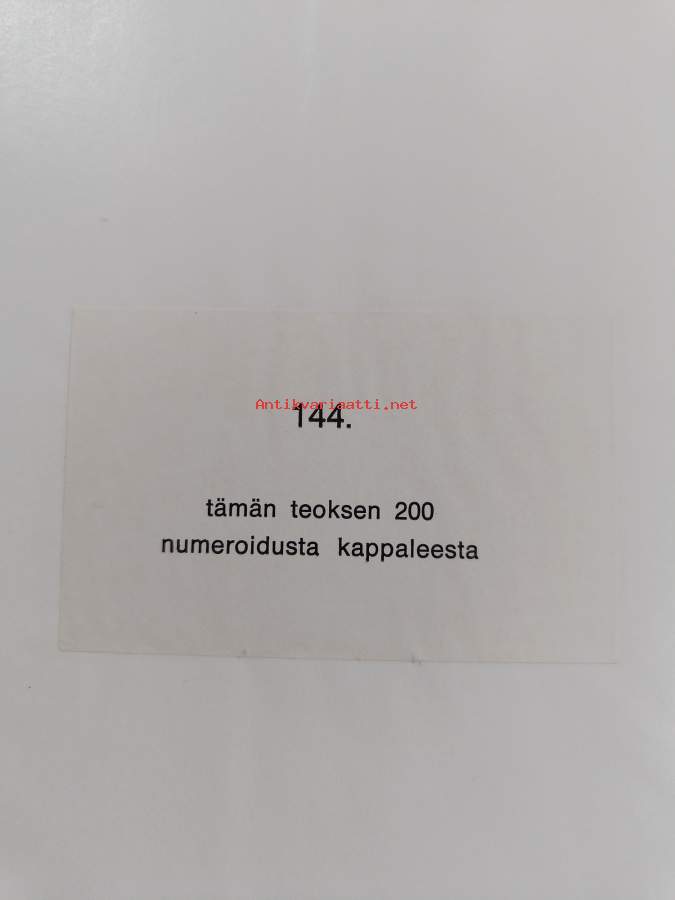 Antikvariaatti.net
144.
tämän teoksen 200
numeroidusta kappaleesta